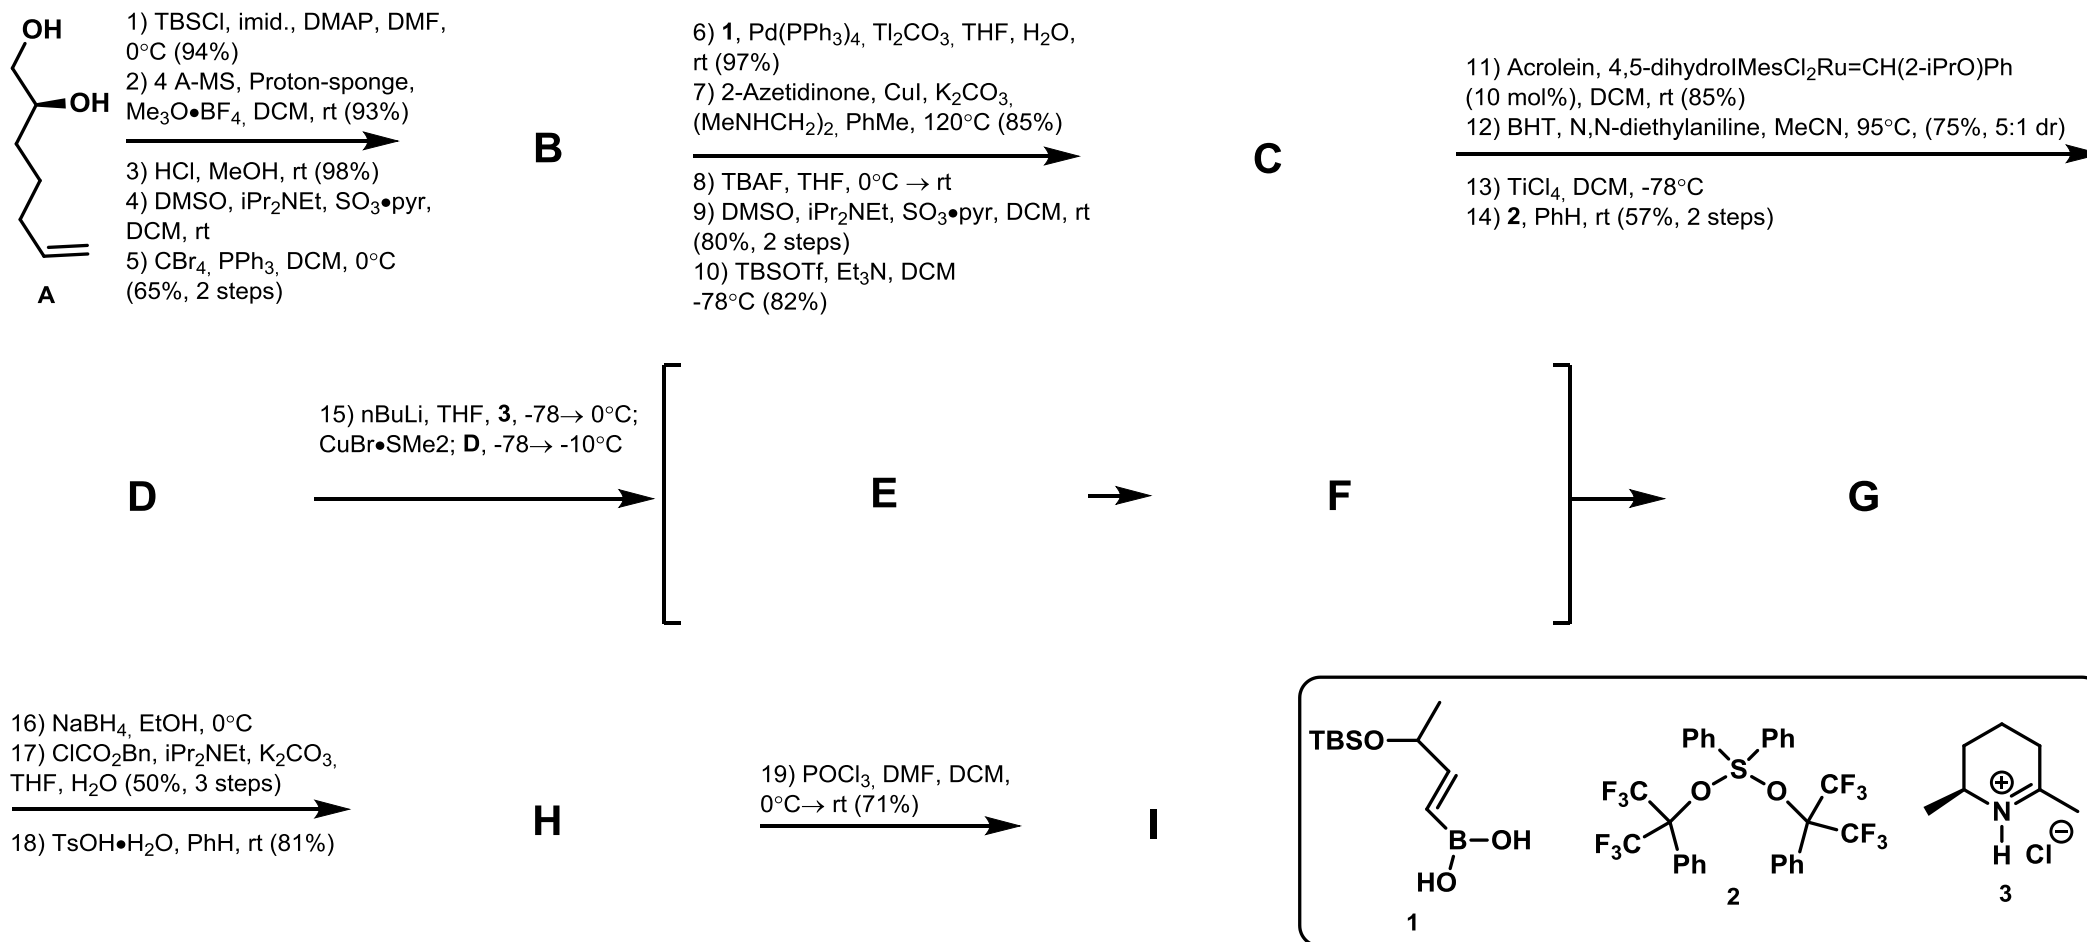 OH
OH
A
1) TBSCl, imid., DMAP, DMF,
0°C (94%)
2) 4 A-MS, Proton-sponge,
Me3O•BF4, DCM, rt (93%)
3) HCl, MeOH, rt (98%)
4) DMSO, iPr2NEt, SO3•pyr,
DCM, rt
5) CBr4, PPh3, DCM, 0°C
(65%, 2 steps)
B
6) 1, Pd(PPh3)4, Tl2CO3, THF, H2O,
rt (97%)
7) 2-Azetidinone, CuI, K2CO3,
(MeNHCH2)2, PhMe, 120°C (85%)
8) TBAF, THF, 0°C → rt
9) DMSO, iPr2NEt, SO3•pyr, DCM, rt
(80%, 2 steps)
10) TBSOTf, Et3N, DCM
-78°C (82%)
C
11) Acrolein, 4,5-dihydroIMesCl2Ru=CH(2-iPrO)Ph
(10 mol%), DCM, rt (85%)
12) BHT, N,N-diethylaniline, MeCN, 95°C, (75%, 5:1 dr)
13) TiCl4, DCM, -78°C
14) 2, PhH, rt (57%, 2 steps)
D
15) nBuLi, THF, 3, -78→ 0°C;
CuBr•SMe2; D, -78→ -10°C
E
F
G
16) NaBH4, EtOH, 0°C
17) ClCO2Bn, iPr2NEt, K2CO3,
THF, H2O (50%, 3 steps)
18) TsOH•H2O, PhH, rt (81%)
H
19) POCl3, DMF, DCM,
0°C→ rt (71%)
I
TBSO
B-OH
HO
1
Ph Ph
S
O O
F3C CF3
F3C CF3
Ph Ph
2
⊕
N
H Cl ⊖
3